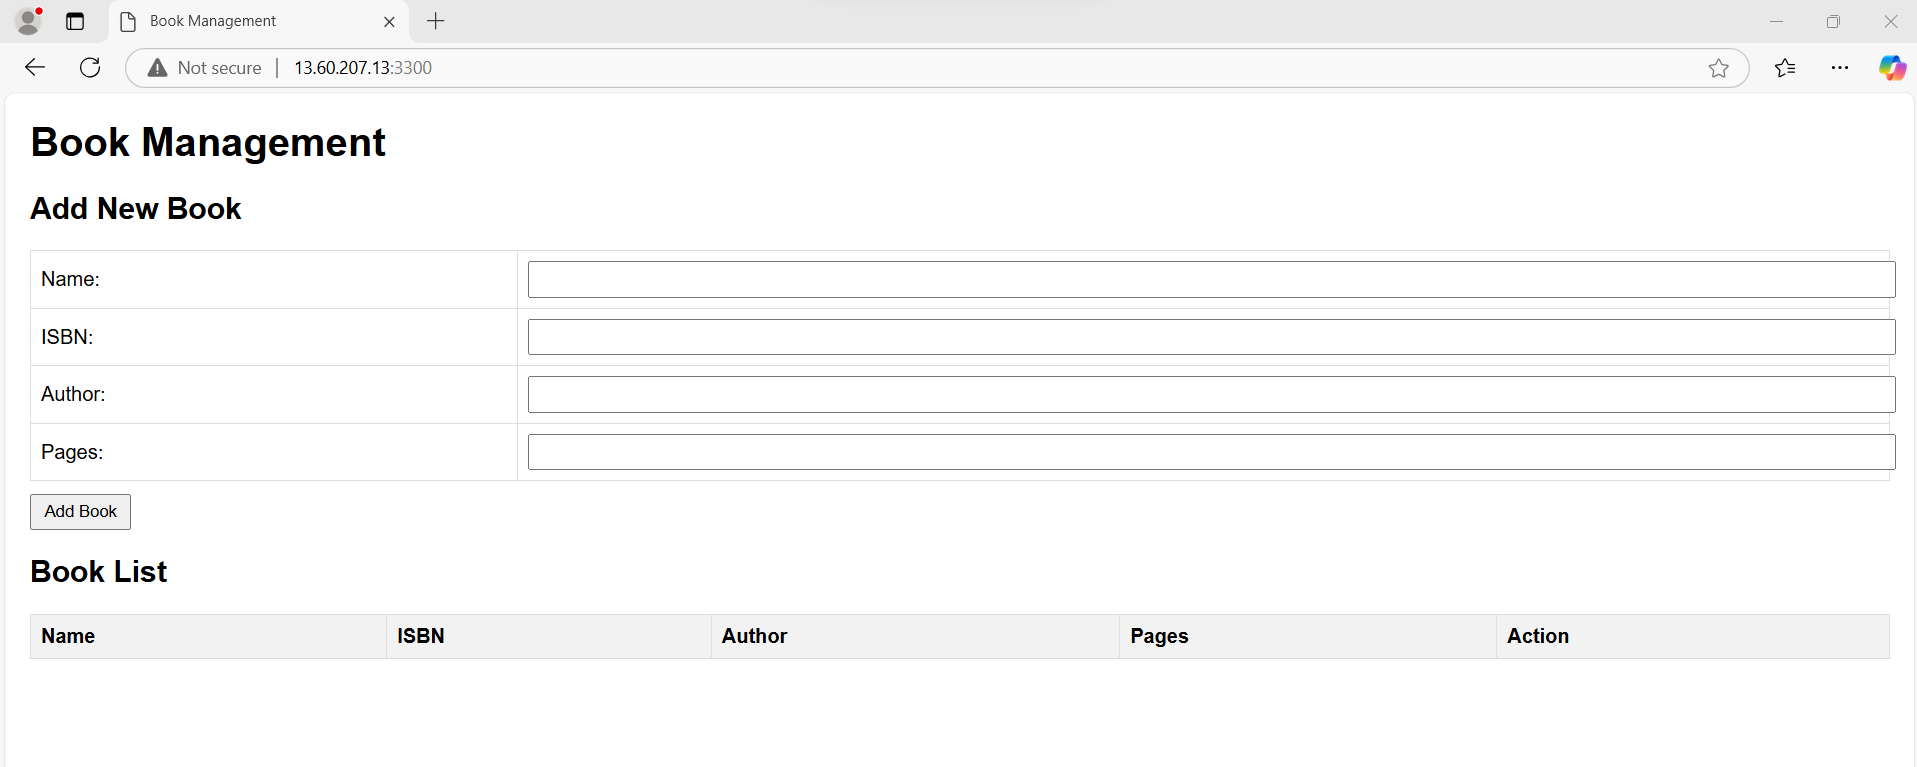 Book Management
Not secure 13.60.207.13:3300
Book Management
Add New Book
Name:
ISBN:
Author:
Pages:
Add Book
Book List
Name ISBN Author Pages Action